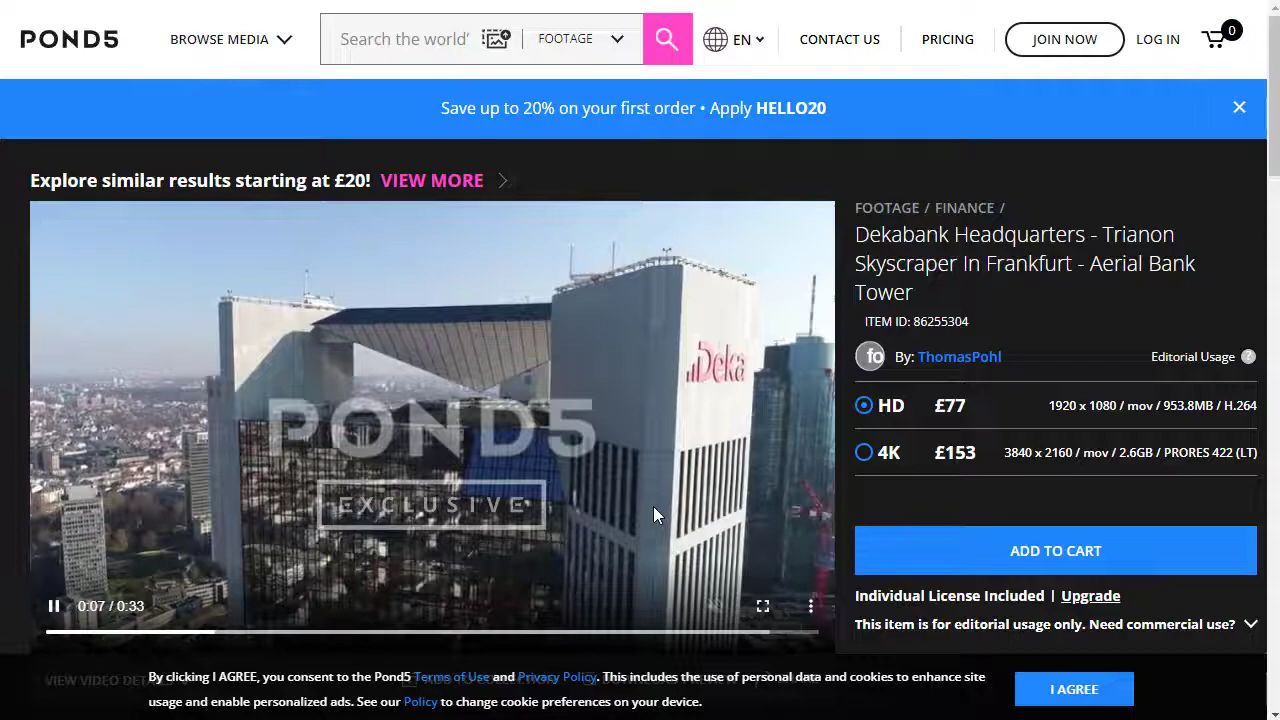 POND5
BROWSE MEDIA
Search the world'
FOOTAGE
EN
CONTACT US
PRICING
JOIN NOW
LOG IN
0
Save up to 20% on your first order • Apply HELLO20
Explore similar results starting at £20! VIEW MORE
Deka
POND5
EXCLUSIVE
0:07 / 0:33
FOOTAGE / FINANCE /
Dekabank Headquarters - Trianon
Skyscraper In Frankfurt - Aerial Bank
Tower
ITEM ID: 86255304
fo
By: ThomasPohl
Editorial Usage ?
HD £77 1920 x 1080 / mov / 953.8MB / H.264
4K £153 3840 x 2160 / mov / 2.6GB / PRORES 422 (LT)
ADD TO CART
Individual License Included | Upgrade
This item is for editorial usage only. Need commercial use?
VIEW VIDEO DETAILS
By clicking I AGREE, you consent to the Pond5 Terms of Use and Privacy Policy. This includes the use of personal data and cookies to enhance site
usage and enable personalized ads. See our Policy to change cookie preferences on your device.
I AGREE